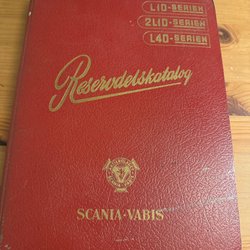 L10-SERIEN
2L10-SERIEN
L40-SERIEN
Reservdelskatalog
SCANIA-VABIS